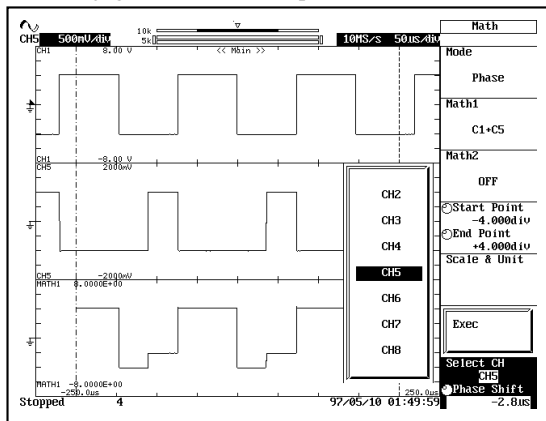 10k
5k
CH5 500mV/div
10MS/s 50us/div
CH1 8.00 V
<< Main >>
CH1 -8.00 V
CH5 2000mV
CH5 -2000mV
MATH1 8.0000E+00
MATH1 -8.0000E+00
-250.0us
250.0us
Stopped 4 97/05/10 01:49:59
CH2
CH3
CH4
CH5
CH6
CH7
CH8
Math
Mode
Phase
Math1
C1+C5
Math2
OFF
Start Point
-4.000div
End Point
+4.000div
Scale & Unit
Exec
Select CH
CH5
Phase Shift
-2.8us